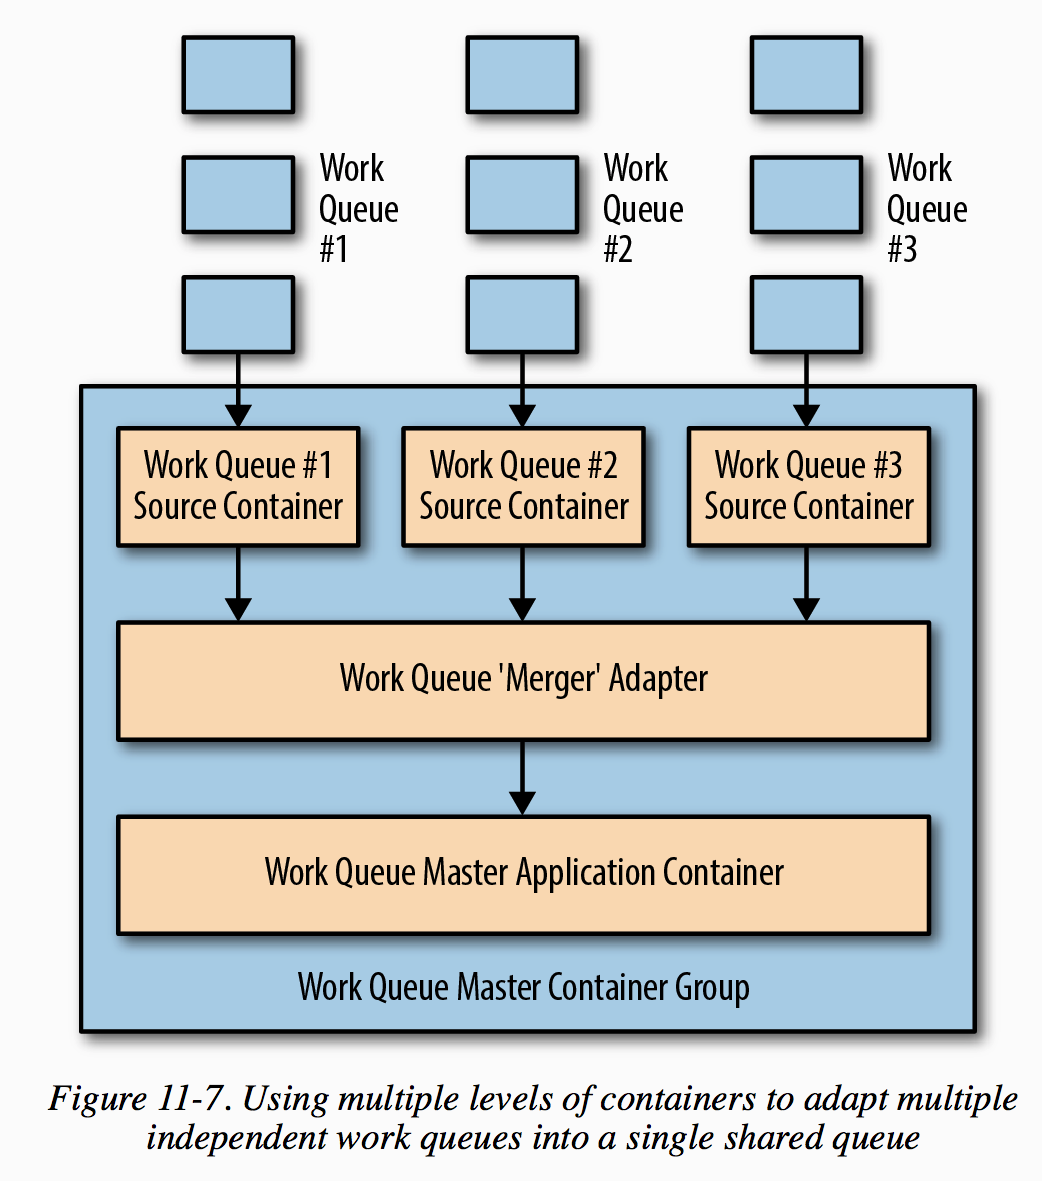 Work
Queue
#1
Work
Queue
#2
Work
Queue
#3
Work Queue #1
Source Container
Work Queue #2
Source Container
Work Queue #3
Source Container
Work Queue 'Merger' Adapter
Work Queue Master Application Container
Work Queue Master Container Group
Figure 11-7. Using multiple levels of containers to adapt multiple
independent work queues into a single shared queue